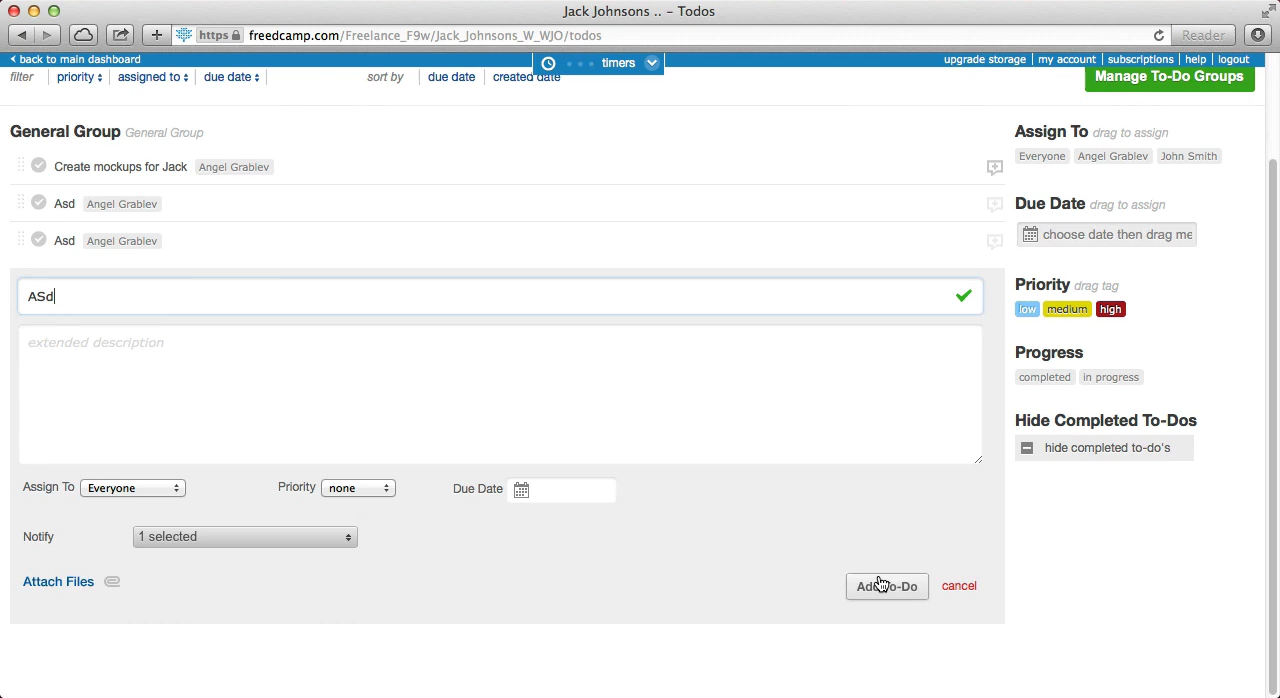 Jack Johnsons .. – Todos
https freedcamp.com/Freelance_F9w/Jack_Johnsons_W_WJO/todos Reader
< back to main dashboard timers upgrade storage my account subscriptions help logout
filter priority assigned to due date sort by due date created date Manage To-Do Groups
General Group General Group
Create mockups for Jack Angel Grablev
Asd Angel Grablev
Asd Angel Grablev
ASd
extended description
Assign To Everyone Priority none Due Date
Notify 1 selected
Attach Files Add To-Do cancel
Assign To drag to assign
Everyone Angel Grablev John Smith
Due Date drag to assign
choose date then drag me
Priority drag tag
low medium high
Progress
completed in progress
Hide Completed To-Dos
hide completed to-do's